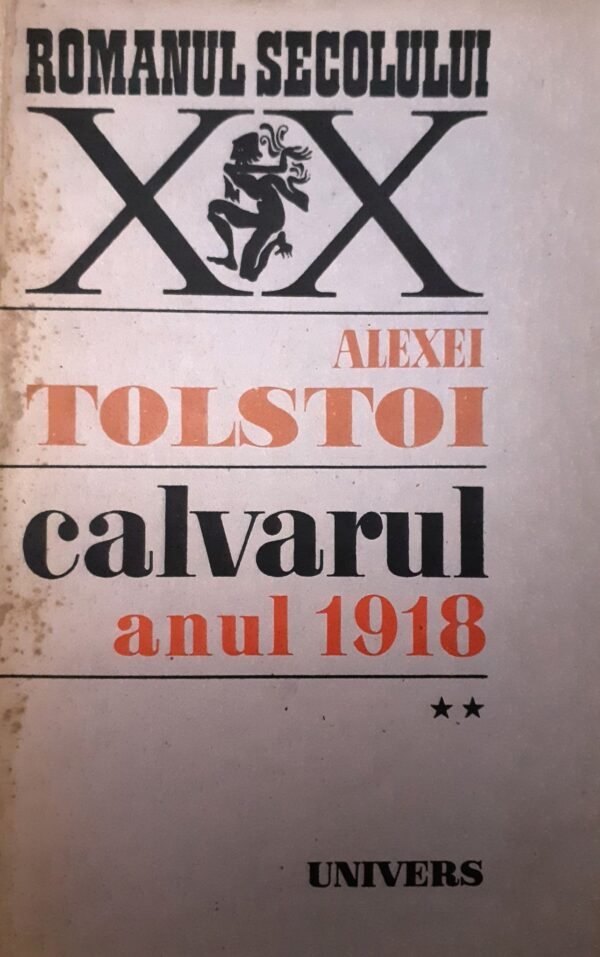 ROMANUL SECOLULUI
XX
ALEXEI
TOLSTOI
calvarul
anul 1918
★★
UNIVERS